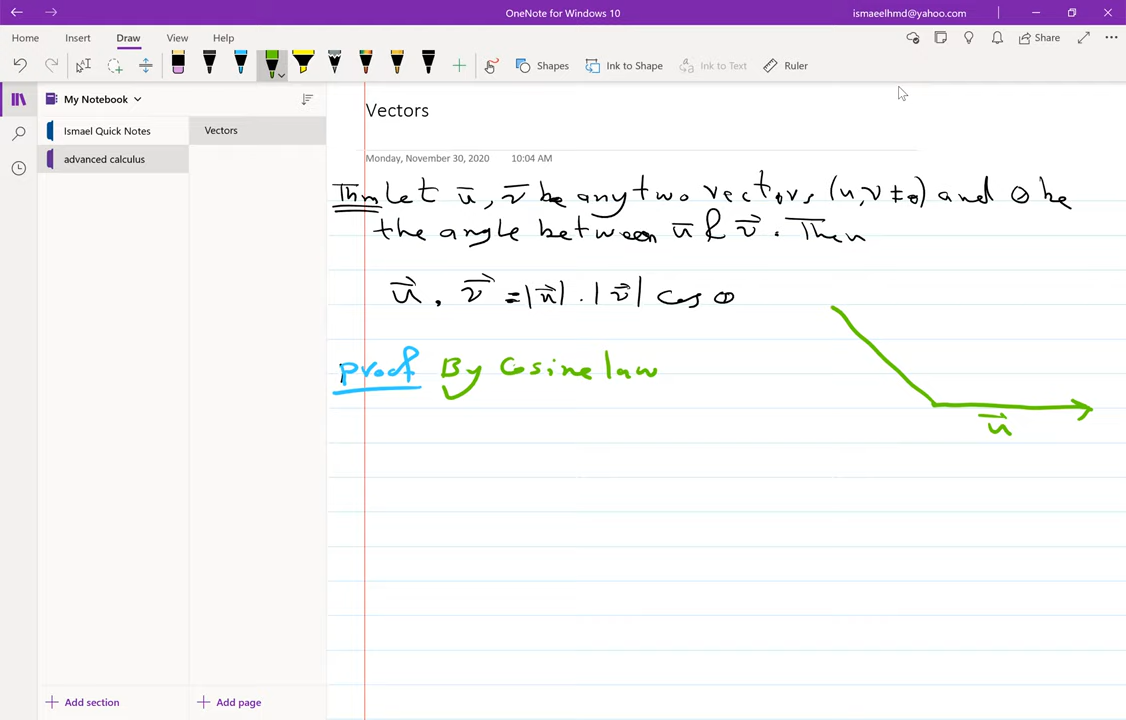 OneNote for Windows 10
ismaeelhmd@yahoo.com
Home Insert Draw View Help
Share
Shapes Ink to Shape Ink to Text Ruler
My Notebook
Vectors
Ismael Quick Notes
Vectors
advanced calculus
Monday, November 30, 2020 10:04 AM
Thm Let u̅, v̅ be any two vectors (u,v ≠ 0) and θ be
the angle between u̅ & v⃗. Then
u⃗ . v⃗ = |u⃗| . |v⃗| cos θ
proof By Cosine law
u⃗
Add section Add page